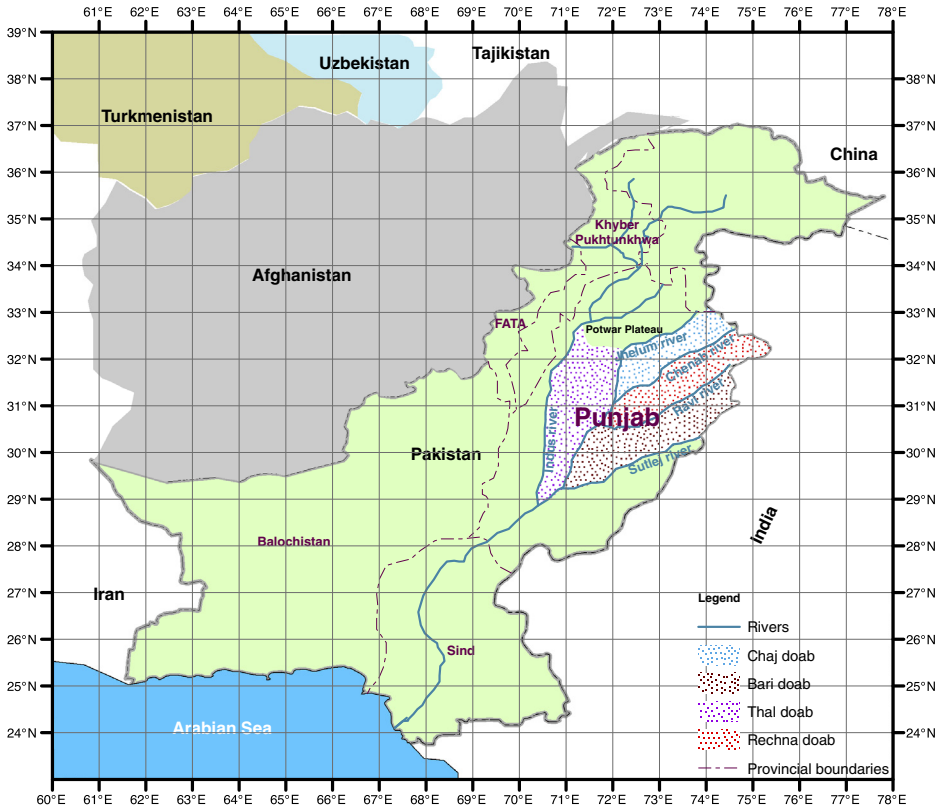 61°E 62°E 63°E 64°E 65°E 66°E 67°E 68°E 69°E 70°E 71°E 72°E 73°E 74°E 75°E 76°E 77°E 78°E
39°N
Uzbekistan
Tajikistan
38°N 38°N
Turkmenistan
37°N 37°N
China
36°N 36°N
35°N 35°N
Khyber
Pukhtunkhwa
34°N 34°N
Afghanistan
33°N 33°N
FATA
Potwar Plateau
Jhelum river
32°N 32°N
Chenab river
Ravi river
31°N 31°N
Punjab
Indus river
Pakistan
30°N 30°N
Sutlej river
29°N 29°N
India
28°N 28°N
Balochistan
Iran
27°N 27°N
Legend
Rivers
26°N 26°N
Sind
Chaj doab
25°N 25°N
Bari doab
Thal doab
Arabian Sea
24°N 24°N
Rechna doab
Provincial boundaries
60°E 61°E 62°E 63°E 64°E 65°E 66°E 67°E 68°E 69°E 70°E 71°E 72°E 73°E 74°E 75°E 76°E 77°E 78°E